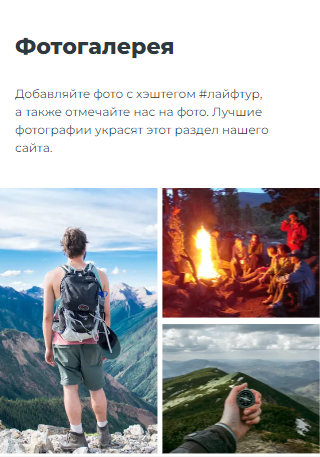 Фотогалерея
Добавляйте фото с хэштегом #лайфтур,
а также отмечайте нас на фото. Лучшие
фотографии украсят этот раздел нашего
сайта.